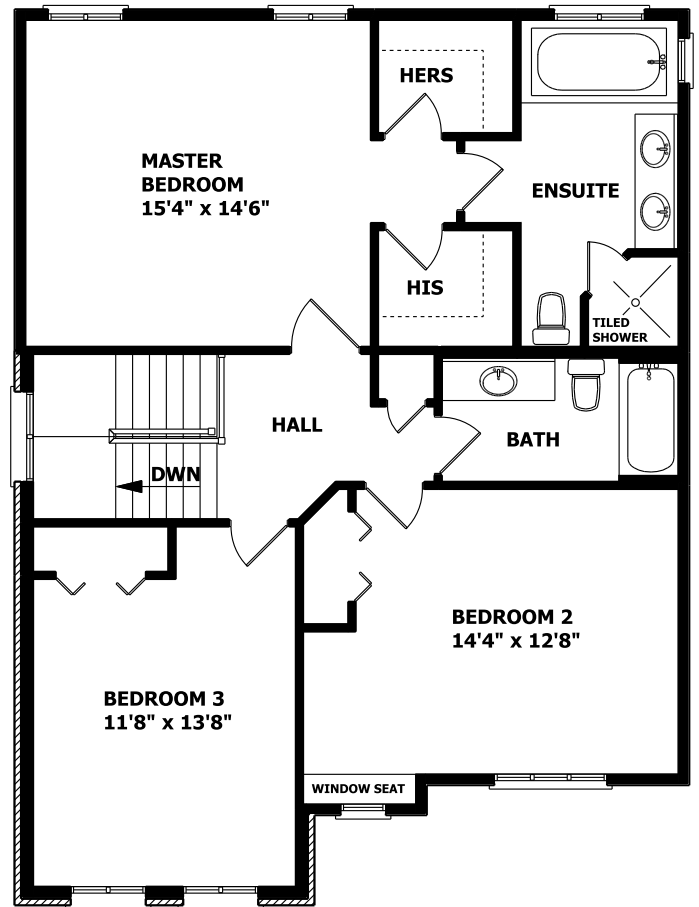 HERS
MASTER
BEDROOM
15'4" x 14'6"
ENSUITE
HIS
TILED
SHOWER
HALL
BATH
DWN
BEDROOM 2
14'4" x 12'8"
BEDROOM 3
11'8" x 13'8"
WINDOW SEAT